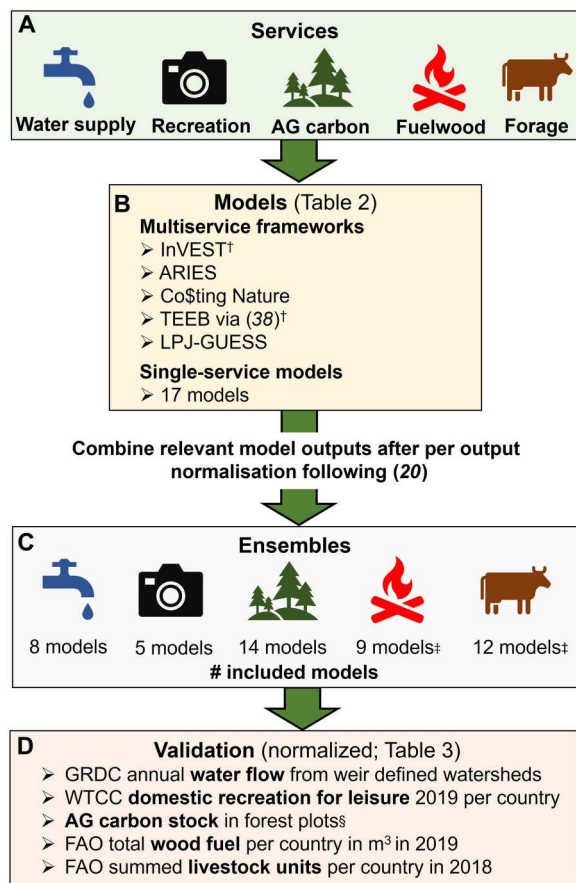 A
Services
Water supply Recreation AG carbon Fuelwood Forage
B Models (Table 2)
Multiservice frameworks
➢ InVEST†
➢ ARIES
➢ Co$ting Nature
➢ TEEB via (38)†
➢ LPJ-GUESS
Single-service models
➢ 17 models
Combine relevant model outputs after per output
normalisation following (20)
C
Ensembles
8 models 5 models 14 models 9 models‡ 12 models‡
# included models
D Validation (normalized; Table 3)
➢ GRDC annual water flow from weir defined watersheds
➢ WTCC domestic recreation for leisure 2019 per country
➢ AG carbon stock in forest plots§
➢ FAO total wood fuel per country in m³ in 2019
➢ FAO summed livestock units per country in 2018